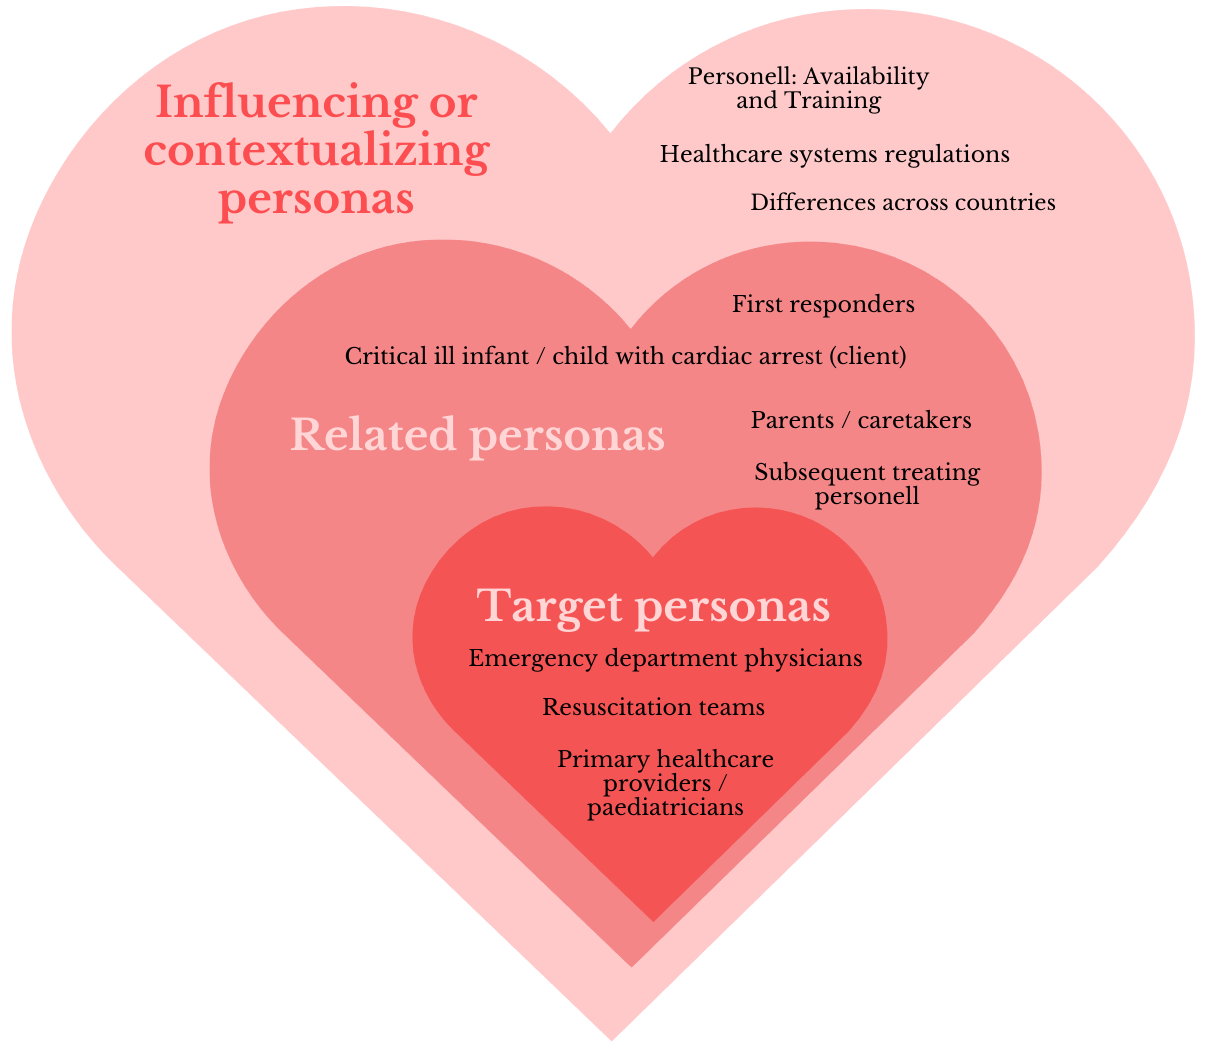 Influencing or
contextualizing
personas
Personell: Availability
and Training
Healthcare systems regulations
Differences across countries
First responders
Critical ill infant / child with cardiac arrest (client)
Related personas
Parents / caretakers
Subsequent treating
personell
Target personas
Emergency department physicians
Resuscitation teams
Primary healthcare
providers /
paediatricians